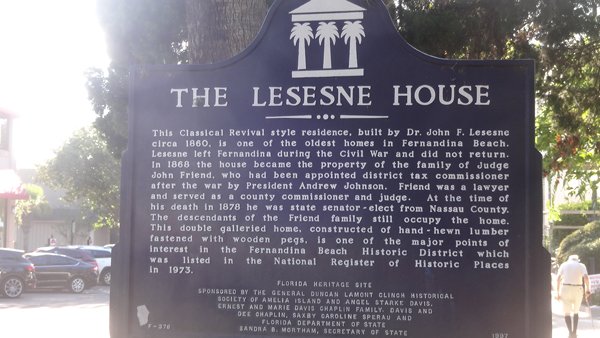 THE LESESNE HOUSE
This Classical Revival style residence, built by Dr. John F. Lesesne
circa 1860, is one of the oldest homes in Fernandina Beach.
Lesesne left Fernandina during the Civil War and did not return.
In 1868 the house became the property of the family of Judge
John Friend, who had been appointed district tax commissioner
after the war by President Andrew Johnson. Friend was a lawyer
and served as a county commissioner and judge. At the time of
his death in 1878 he was state senator-elect from Nassau County.
The descendants of the Friend family still occupy the home.
This double galleried home, constructed of hand-hewn lumber
fastened with wooden pegs, is one of the major points of
interest in the Fernandina Beach Historic District which
was listed in the National Register of Historic Places
in 1973.
FLORIDA HERITAGE SITE
SPONSORED BY THE GENERAL DUNCAN LAMONT CLINCH HISTORICAL
SOCIETY OF AMELIA ISLAND AND ANGEL STARKE DAVIS,
ERNEST AND MARIE DAVIS CHAPLIN FAMILY, DAVIS AND
DEE CHAPLIN, SAXBY CAROLINE SPERAU AND
FLORIDA DEPARTMENT OF STATE
SANDRA B. MORTHAM, SECRETARY OF STATE
F-376
1997